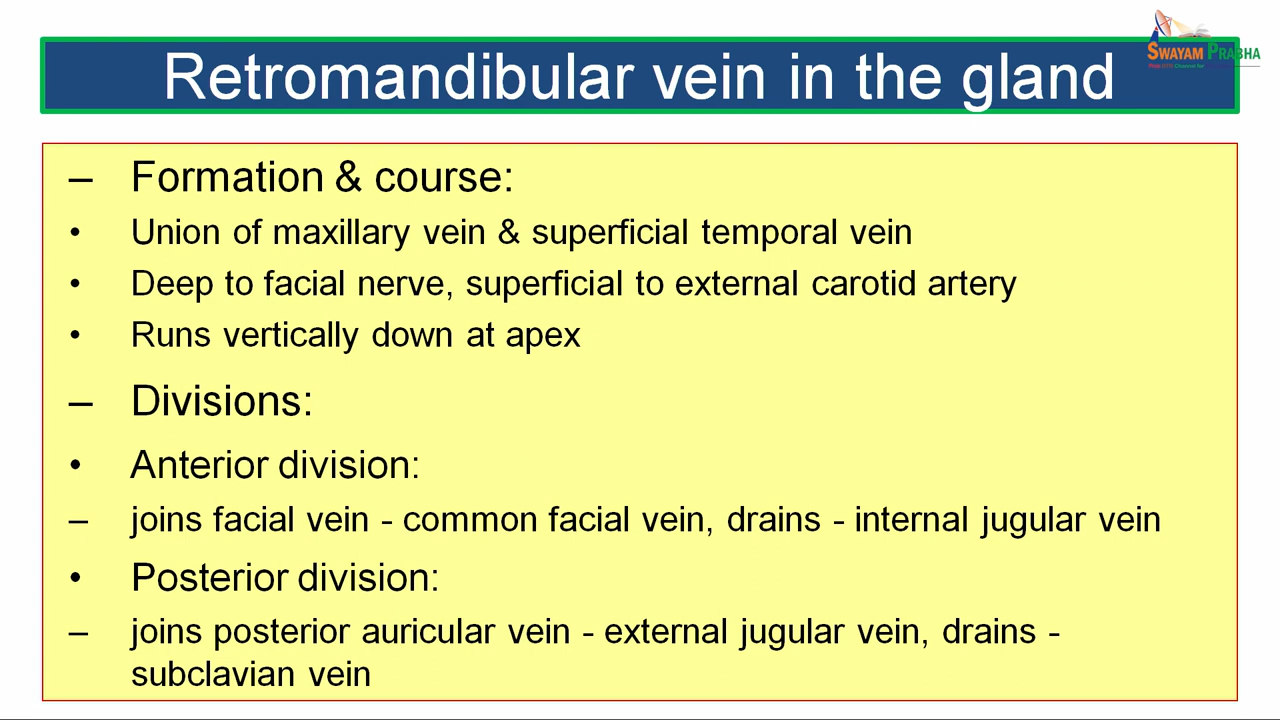 SWAYAM PRABHA
Retromandibular vein in the gland
– Formation & course:
• Union of maxillary vein & superficial temporal vein
• Deep to facial nerve, superficial to external carotid artery
• Runs vertically down at apex
– Divisions:
• Anterior division:
– joins facial vein - common facial vein, drains - internal jugular vein
• Posterior division:
– joins posterior auricular vein - external jugular vein, drains -
subclavian vein